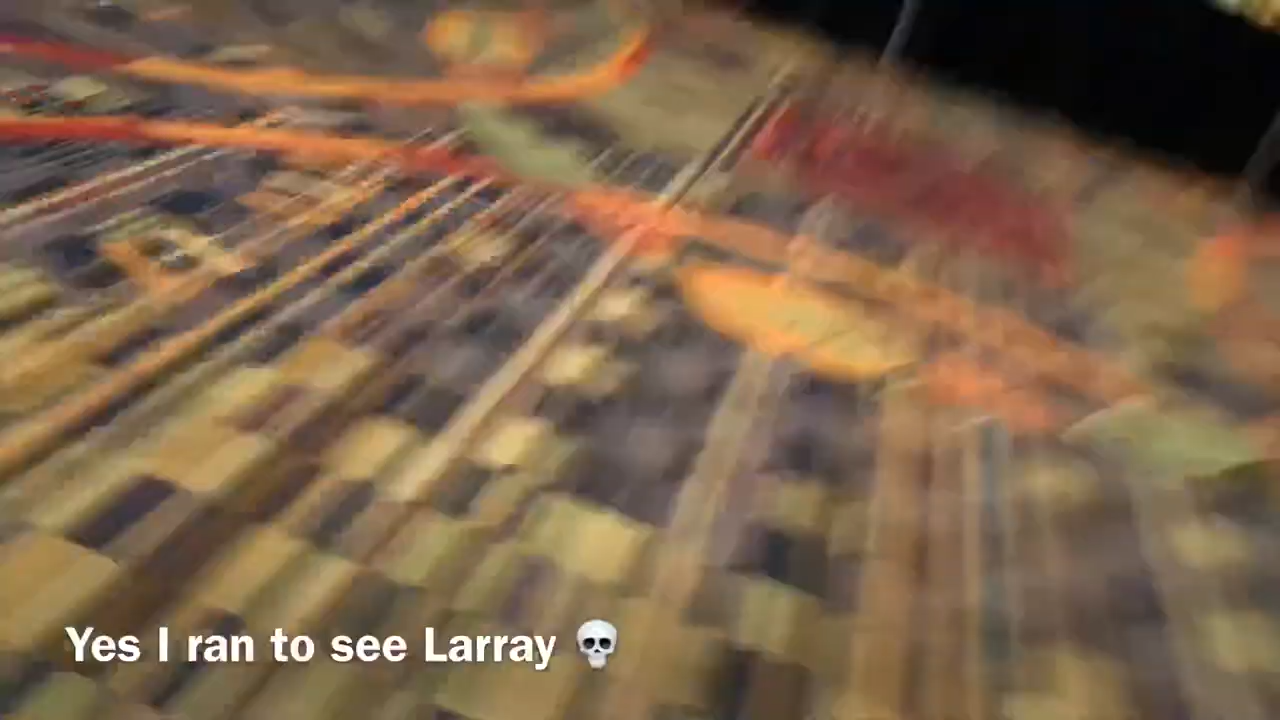 Yes I ran to see Larray 💀